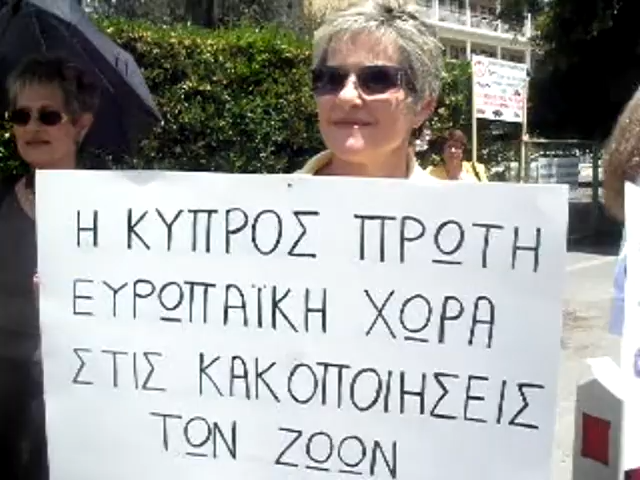 Η ΚΥΠΡΟΣ ΠΡΩΤΗ
ΕΥΡΩΠΑΪΚΗ ΧΩΡΑ
ΣΤΙΣ ΚΑΚΟΠΟΙΗΣΕΙΣ
ΤΩΝ ΖΩΩΝ